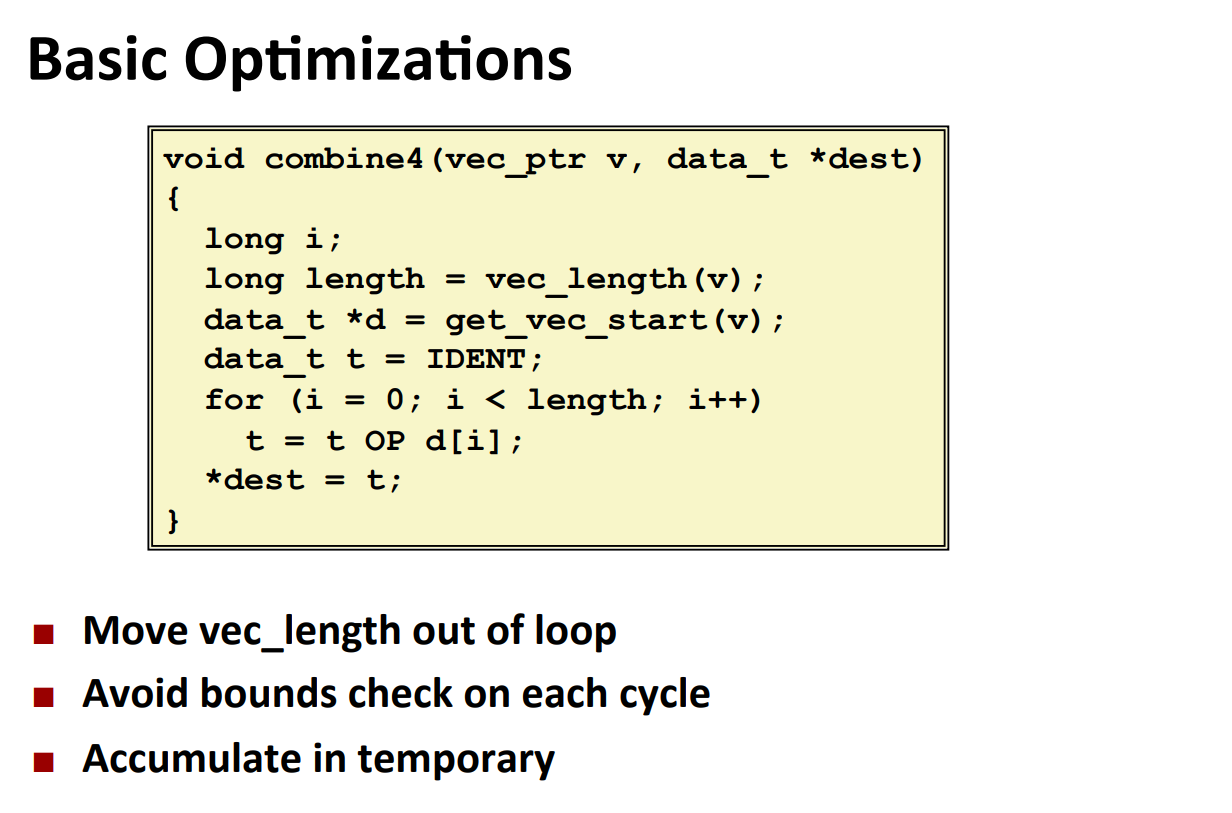 Basic Optimizations
void combine4(vec_ptr v, data_t *dest)
{
  long i;
  long length = vec_length(v);
  data_t *d = get_vec_start(v);
  data_t t = IDENT;
  for (i = 0; i < length; i++)
    t = t OP d[i];
  *dest = t;
}
Move vec_length out of loop
Avoid bounds check on each cycle
Accumulate in temporary